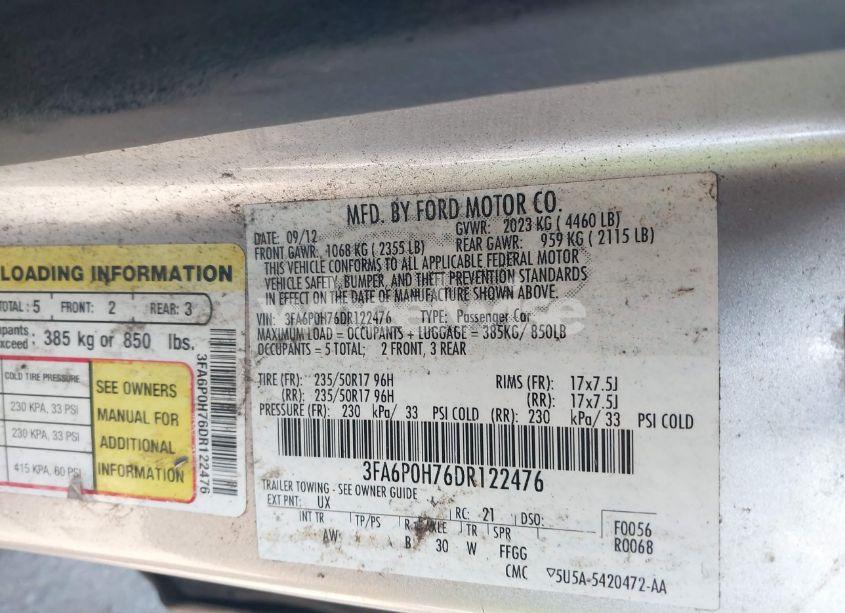 LOADING INFORMATION
TOTAL: 5 FRONT: 2 REAR: 3
385 kg or 850 lbs.
COLD TIRE PRESSURE
230 KPA, 33 PSI
230 KPA, 33 PSI
415 KPA, 60 PSI
SEE OWNERS
MANUAL FOR
ADDITIONAL
INFORMATION
3FA6P0H76DR122476
MFD. BY FORD MOTOR CO.
DATE: 09/12 GVWR: 2023 KG ( 4460 LB)
FRONT GAWR: 1068 KG ( 2355 LB) REAR GAWR: 959 KG ( 2115 LB)
THIS VEHICLE CONFORMS TO ALL APPLICABLE FEDERAL MOTOR
VEHICLE SAFETY, BUMPER, AND THEFT PREVENTION STANDARDS
IN EFFECT ON THE DATE OF MANUFACTURE SHOWN ABOVE.
VIN: 3FA6P0H76DR122476 TYPE: Passenger Car
MAXIMUM LOAD = OCCUPANTS + LUGGAGE = 385KG/ 850LB
OCCUPANTS = 5 TOTAL; 2 FRONT, 3 REAR
TIRE (FR): 235/50R17 96H RIMS (FR): 17x7.5J
(RR): 235/50R17 96H (RR): 17x7.5J
PRESSURE (FR): 230 kPa/ 33 PSI COLD (RR): 230 kPa/ 33 PSI COLD
3FA6P0H76DR122476
TRAILER TOWING - SEE OWNER GUIDE
EXT PNT: UX RC: 21 DSO:
INT TR TP/PS R AXLE TR SPR
AW B 30 W FFGG
F0056
R0068
CMC ▽5U5A-5420472-AA